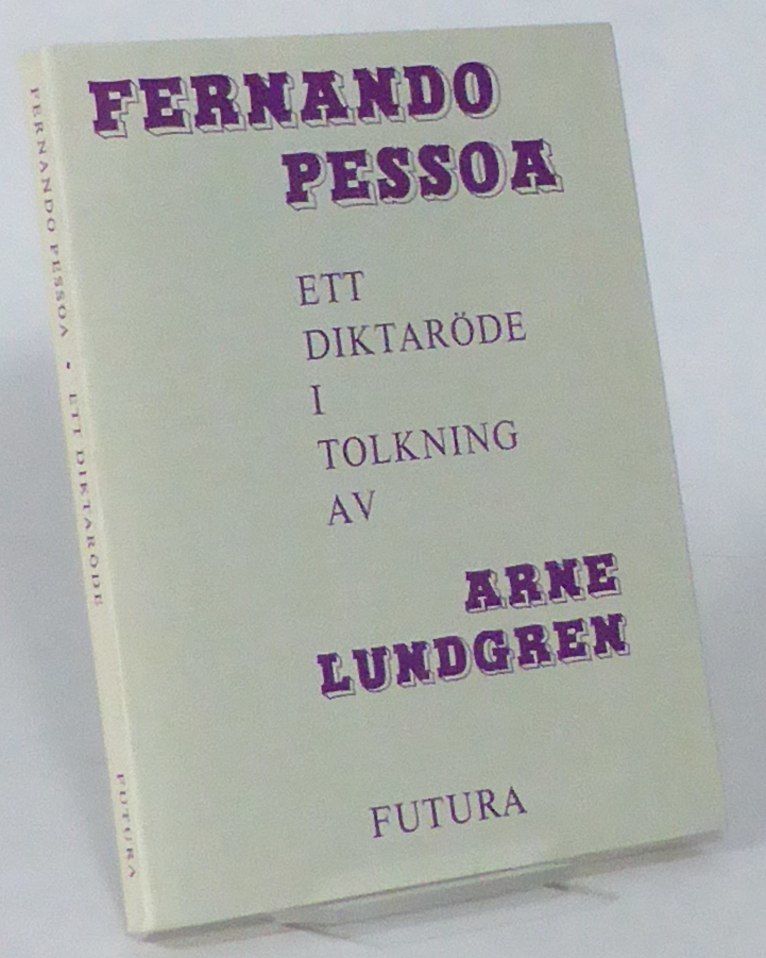 FERNANDO
PESSOA
ETT
DIKTARÖDE
I
TOLKNING
AV
ARNE
LUNDGREN
FUTURA
FERNANDO PESSOA • ETT DIKTARÖDE
FUTURA